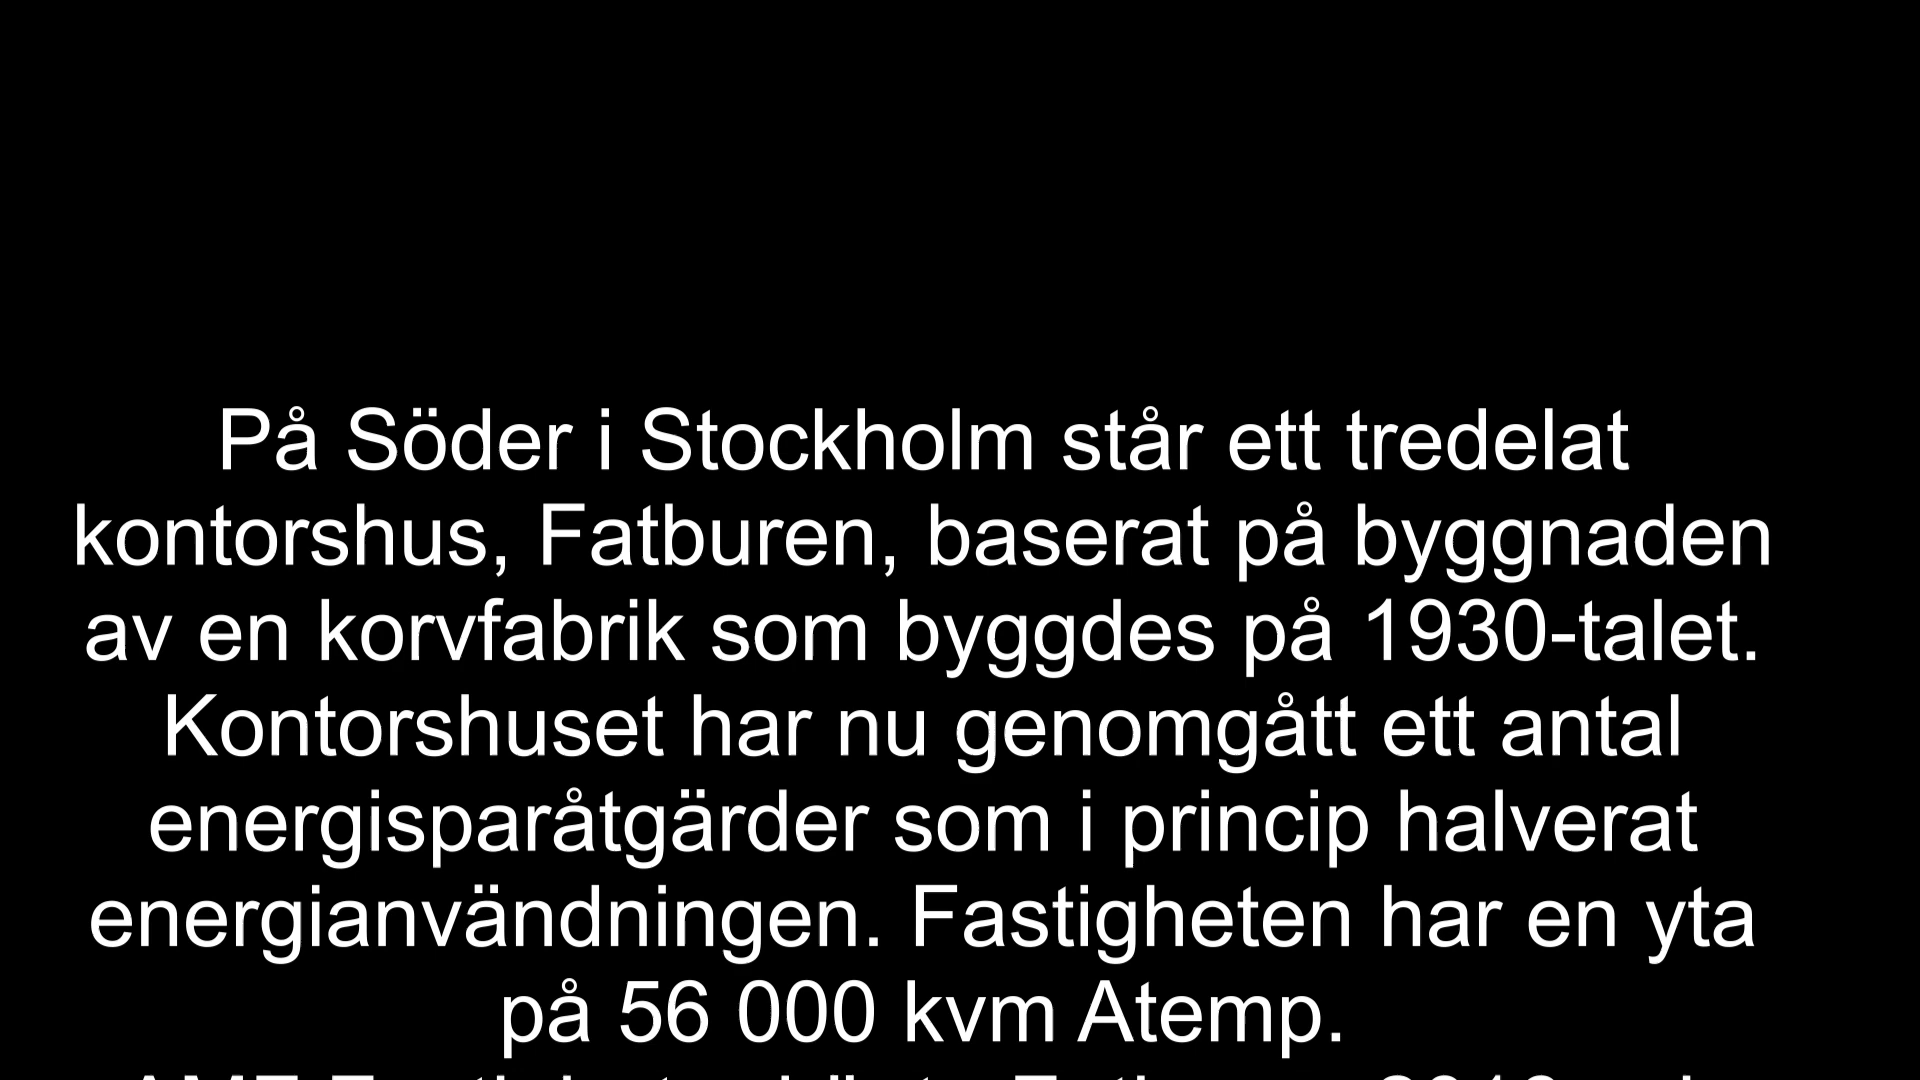 På Söder i Stockholm står ett tredelat
kontorshus, Fatburen, baserat på byggnaden
av en korvfabrik som byggdes på 1930-talet.
Kontorshuset har nu genomgått ett antal
energisparåtgärder som i princip halverat
energianvändningen. Fastigheten har en yta
på 56 000 kvm Atemp.